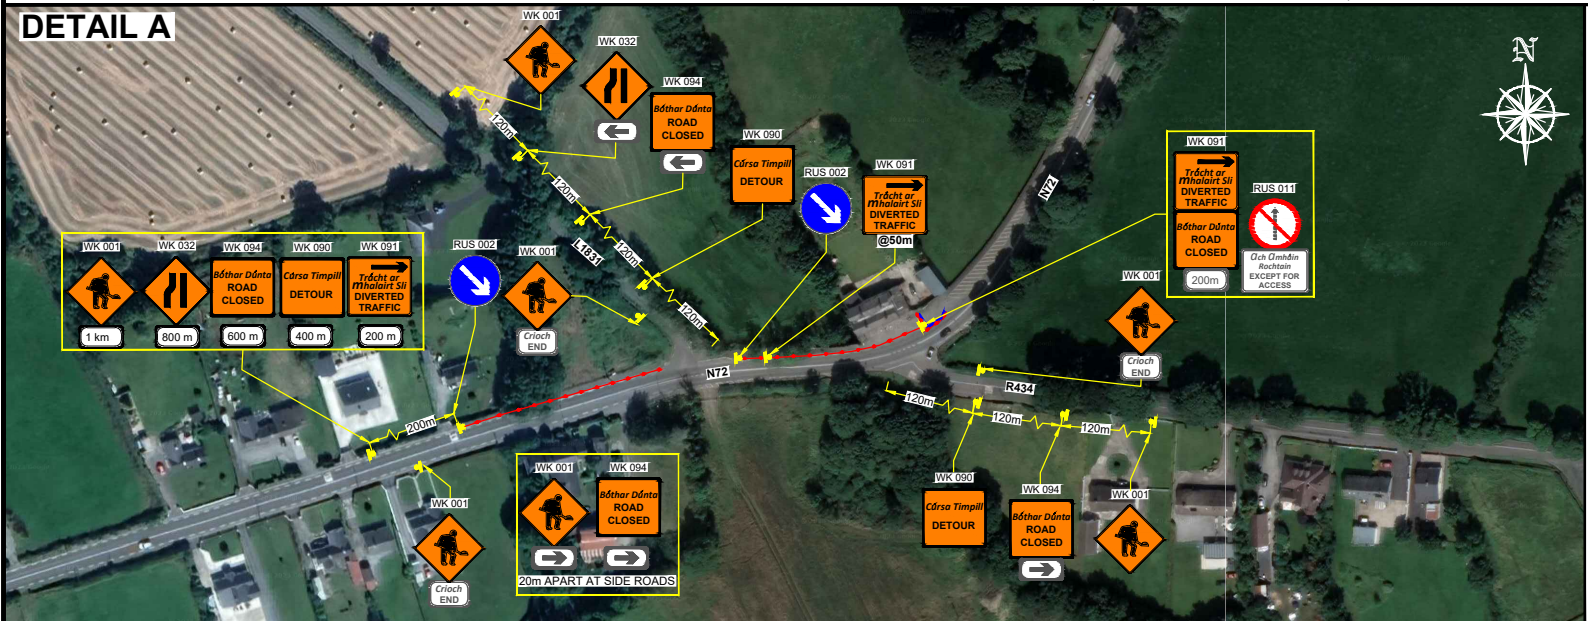 DETAIL A
N
WK 001
WK 032
WK 094
Bóthar Dúnta
ROAD
CLOSED
WK 090
Cúrsa Timpill
DETOUR
RUS 002
WK 091
Trácht ar
mhalairt Slí
DIVERTED
TRAFFIC
@50m
120m
120m
120m
120m
L1831
N72
WK 091
Trácht ar
mhalairt Slí
DIVERTED
TRAFFIC
Bóthar Dúnta
ROAD
CLOSED
200m
RUS 011
Ach Amháin
Rochtain
EXCEPT FOR
ACCESS
WK 001
1 km
WK 032
800 m
WK 094
Bóthar Dúnta
ROAD
CLOSED
600 m
WK 090
Cúrsa Timpill
DETOUR
400 m
WK 091
Trácht ar
mhalairt Slí
DIVERTED
TRAFFIC
200 m
RUS 002
WK 001
Críoch
END
WK 001
Críoch
END
N72
R434
200m
120m
120m
120m
WK 001
Críoch
END
WK 001
WK 094
Bóthar Dúnta
ROAD
CLOSED
20m APART AT SIDE ROADS
WK 090
Cúrsa Timpill
DETOUR
WK 094
Bóthar Dúnta
ROAD
CLOSED
WK 001